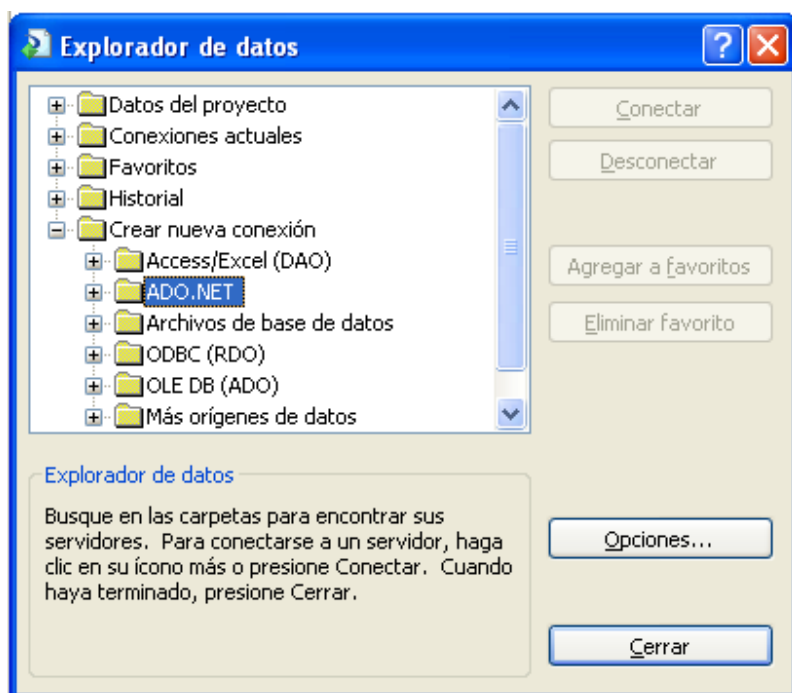 Explorador de datos
Datos del proyecto
Conexiones actuales
Favoritos
Historial
Crear nueva conexión
Access/Excel (DAO)
ADO.NET
Archivos de base de datos
ODBC (RDO)
OLE DB (ADO)
Más orígenes de datos
Conectar
Desconectar
Agregar a favoritos
Eliminar favorito
Explorador de datos
Busque en las carpetas para encontrar sus
servidores. Para conectarse a un servidor, haga
clic en su ícono más o presione Conectar. Cuando
haya terminado, presione Cerrar.
Opciones...
Cerrar